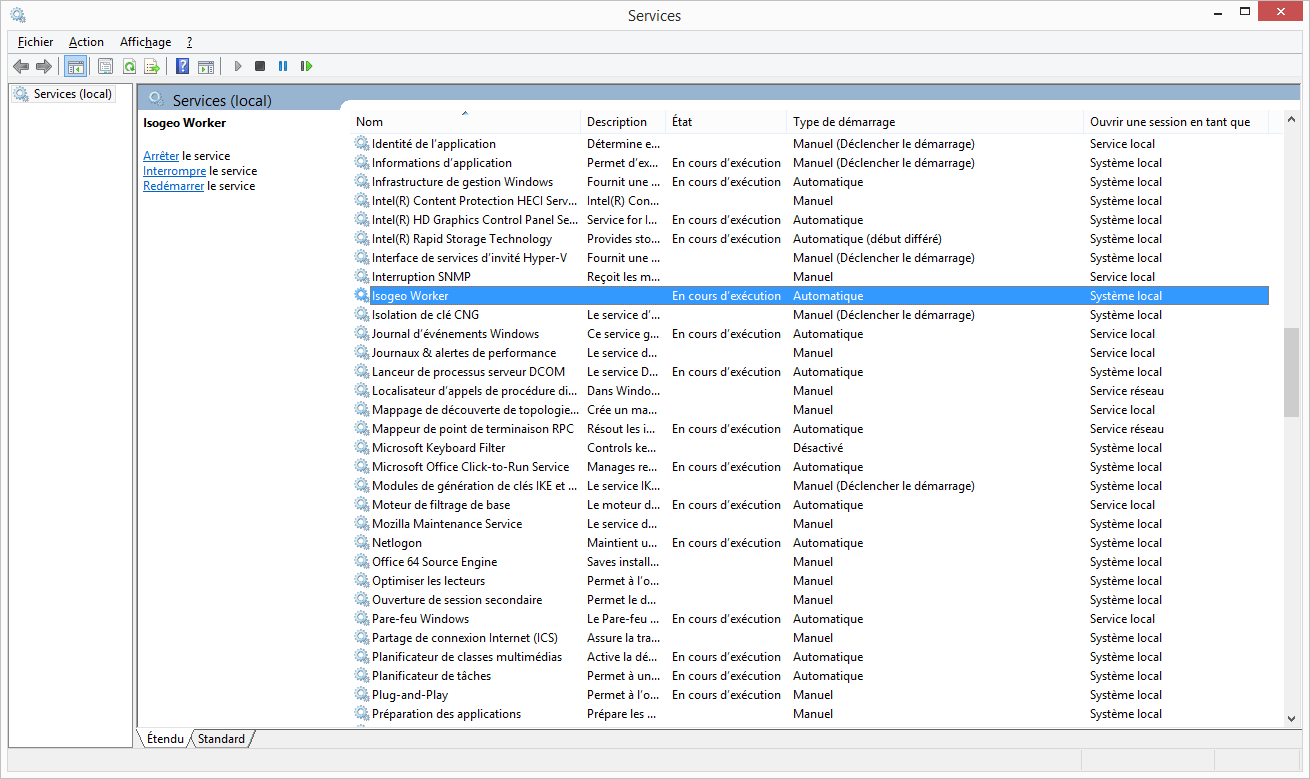 Services
Fichier Action Affichage ?
Services (local)
Services (local)
Isogeo Worker
Arrêter le service
Interrompre le service
Redémarrer le service
Nom Description État Type de démarrage Ouvrir une session en tant que
Identité de l'application Détermine e... Manuel (Déclencher le démarrage) Service local
Informations d'application Permet d'ex... En cours d'exécution Manuel (Déclencher le démarrage) Système local
Infrastructure de gestion Windows Fournit une ... En cours d'exécution Automatique Système local
Intel(R) Content Protection HECI Serv... Intel(R) Con... Manuel Système local
Intel(R) HD Graphics Control Panel Se... Service for I... En cours d'exécution Automatique Système local
Intel(R) Rapid Storage Technology Provides sto... En cours d'exécution Automatique (début différé) Système local
Interface de services d'invité Hyper-V Fournit une ... Manuel (Déclencher le démarrage) Système local
Interruption SNMP Reçoit les m... Manuel Service local
Isogeo Worker En cours d'exécution Automatique Système local
Isolation de clé CNG Le service d'... Manuel (Déclencher le démarrage) Système local
Journal d'événements Windows Ce service g... En cours d'exécution Automatique Service local
Journaux & alertes de performance Le service d... Manuel Service local
Lanceur de processus serveur DCOM Le service D... En cours d'exécution Automatique Système local
Localisateur d'appels de procédure di... Dans Windo... Manuel Service réseau
Mappage de découverte de topologie... Crée un ma... Manuel Service local
Mappeur de point de terminaison RPC Résout les i... En cours d'exécution Automatique Service réseau
Microsoft Keyboard Filter Controls ke... Désactivé Système local
Microsoft Office Click-to-Run Service Manages re... En cours d'exécution Automatique Système local
Modules de génération de clés IKE et ... Le service IK... Manuel (Déclencher le démarrage) Système local
Moteur de filtrage de base Le moteur d... En cours d'exécution Automatique Service local
Mozilla Maintenance Service Le service d... Manuel Système local
Netlogon Maintient u... En cours d'exécution Automatique Système local
Office 64 Source Engine Saves install... Manuel Système local
Optimiser les lecteurs Permet à l'o... Manuel Système local
Ouverture de session secondaire Permet le d... Manuel Système local
Pare-feu Windows Le Pare-feu ... En cours d'exécution Automatique Service local
Partage de connexion Internet (ICS) Assure la tra... Manuel Système local
Planificateur de classes multimédias Active la dé... En cours d'exécution Automatique Système local
Planificateur de tâches Permet à un... En cours d'exécution Automatique Système local
Plug-and-Play Permet à l'o... En cours d'exécution Manuel Système local
Préparation des applications Prépare les ... Manuel Système local
Étendu Standard